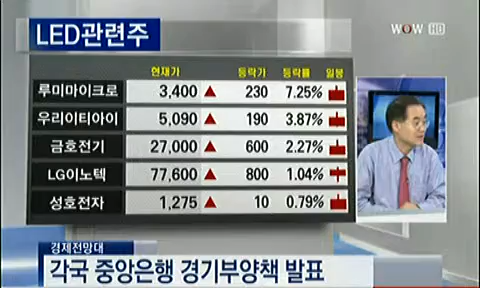 LED관련주
WOW HD
현재가 등락가 등락률 일봉
루미마이크로 3,400 ▲ 230 7.25%
우리이티아이 5,090 ▲ 190 3.87%
금호전기 27,000 ▲ 600 2.27%
LG이노텍 77,600 ▲ 800 1.04%
성호전자 1,275 ▲ 10 0.79%
경제전망대
각국 중앙은행 경기부양책 발표